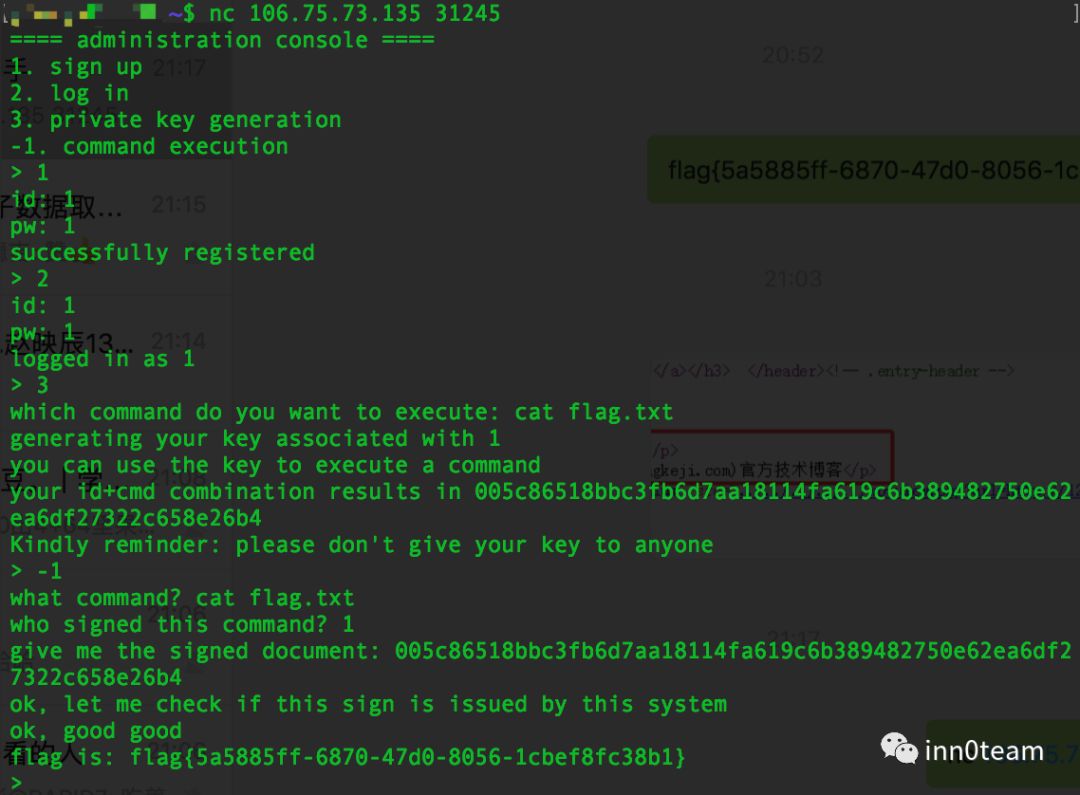 ~$ nc 106.75.73.135 31245
==== administration console ====
1. sign up
2. log in
3. private key generation
-1. command execution
> 1
id: 1
pw: 1
successfully registered
> 2
id: 1
pw: 1
logged in as 1
> 3
which command do you want to execute: cat flag.txt
generating your key associated with 1
you can use the key to execute a command
your id+cmd combination results in 005c86518bbc3fb6d7aa18114fa619c6b389482750e62
ea6df27322c658e26b4
Kindly reminder: please don't give your key to anyone
> -1
what command? cat flag.txt
who signed this command? 1
give me the signed document: 005c86518bbc3fb6d7aa18114fa619c6b389482750e62ea6df2
7322c658e26b4
ok, let me check if this sign is issued by this system
ok, good good
flag is: flag{5a5885ff-6870-47d0-8056-1cbef8fc38b1}
>
21:17
21:15
21:14
20:52
flag{5a5885ff-6870-47d0-8056-1c
21:03
</a></h3> </header><!-- .entry-header -->
/p>
gkeji.com)官方技术博客</p>
21:17
inn0team